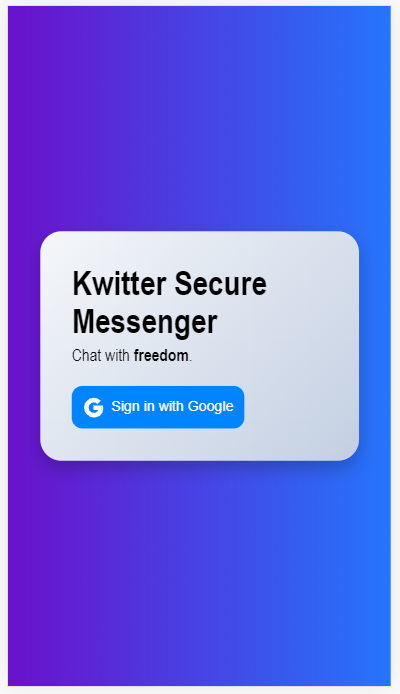 Kwitter Secure
Messenger
Chat with freedom.
Sign in with Google